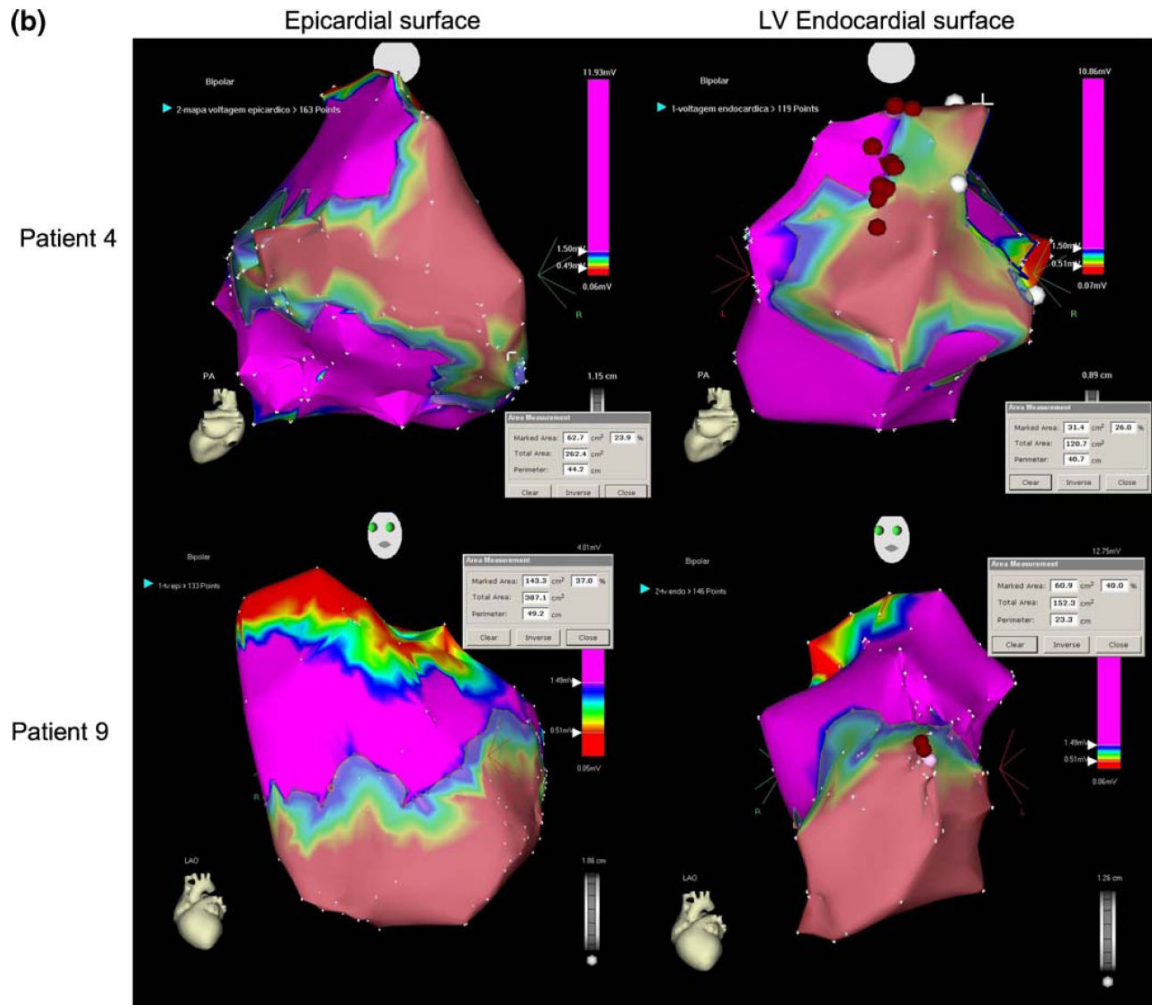 (b)
Epicardial surface
LV Endocardial surface
Patient 4
Bipolar
2-mapa voltagem epicardico > 163 Points
11.93mV
1.50mV
0.49mV
0.06mV
R
PA
1.15 cm
Area Measurement
Marked Area: 62.7 cm² 23.9 %
Total Area: 262.4 cm²
Perimeter: 44.2 cm
Clear Inverse Close
Bipolar
1-voltagem endocardica > 119 Points
10.86mV
1.50mV
0.51mV
0.07mV
L
R
PA
0.89 cm
Area Measurement
Marked Area: 31.4 cm² 26.0 %
Total Area: 120.7 cm²
Perimeter: 40.7 cm
Clear Inverse Close
Patient 9
Bipolar
1-tv epi > 133 Points
4.01mV
Area Measurement
Marked Area: 143.3 cm² 37.0 %
Total Area: 387.1 cm²
Perimeter: 49.2 cm
Clear Inverse Close
1.49mV
0.51mV
0.05mV
R
LAO
1.86 cm
Bipolar
2-tv endo > 146 Points
12.75mV
Area Measurement
Marked Area: 60.9 cm² 40.0 %
Total Area: 152.3 cm²
Perimeter: 23.3 cm
Clear Inverse Close
1.49mV
0.51mV
0.06mV
R
L
LAO
1.26 cm